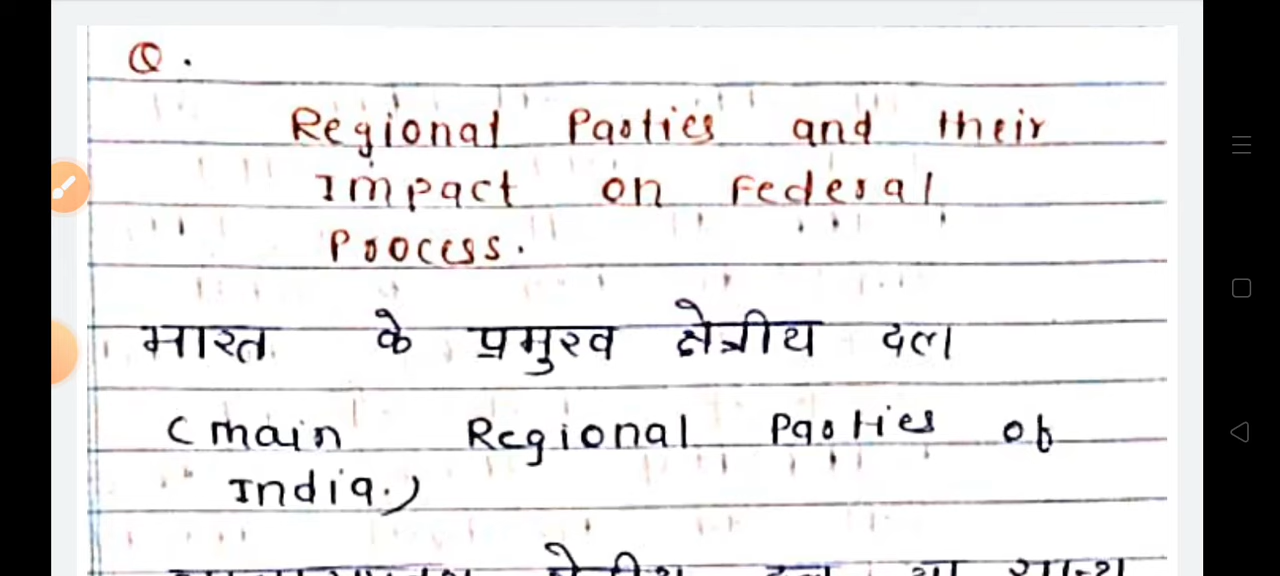 Q.
Regional Parties and their
Impact on Federal
Process.
भारत के प्रमुख क्षेत्रीय दल
(main Regional Parties of
India.)